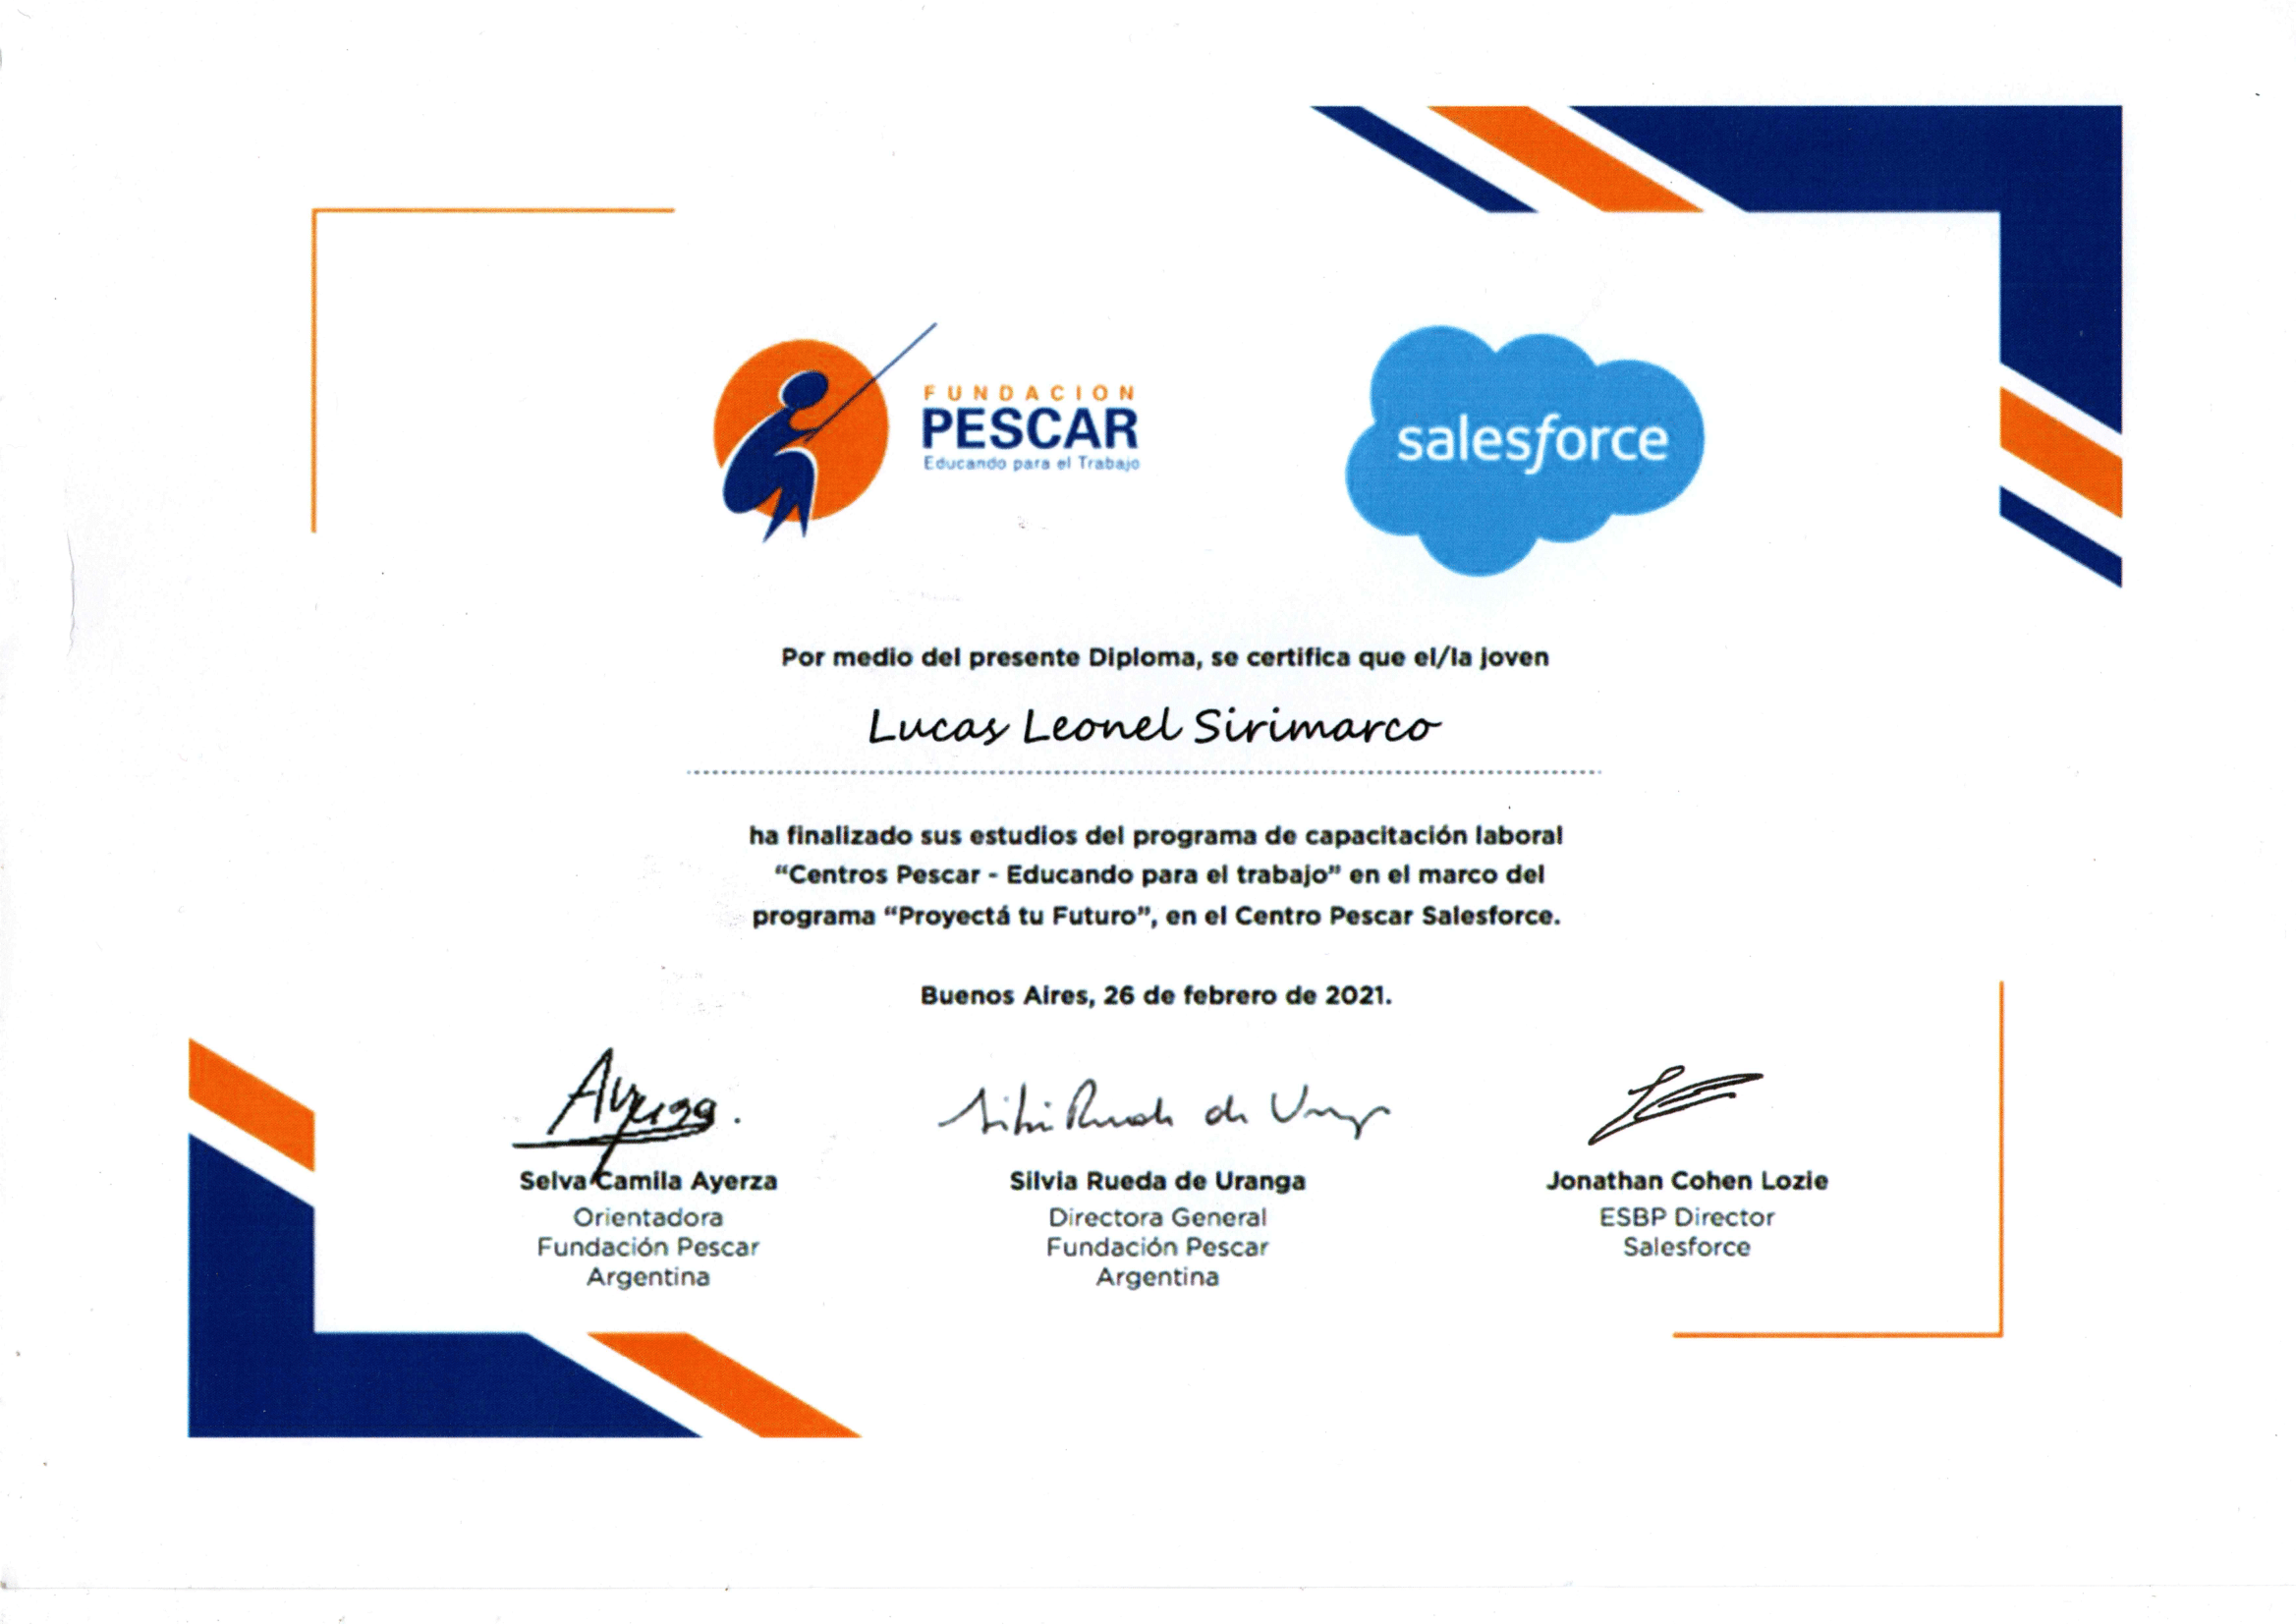 FUNDACION
PESCAR
Educando para el Trabajo
salesforce
Por medio del presente Diploma, se certifica que el/la joven
Lucas Leonel Sirimarco
ha finalizado sus estudios del programa de capacitación laboral
“Centros Pescar - Educando para el trabajo” en el marco del
programa “Proyectá tu Futuro”, en el Centro Pescar Salesforce.
Buenos Aires, 26 de febrero de 2021.
Ayerza.
Silvi Rueda de Uranga
Selva Camila Ayerza
Orientadora
Fundación Pescar
Argentina
Silvia Rueda de Uranga
Directora General
Fundación Pescar
Argentina
Jonathan Cohen Lozie
ESBP Director
Salesforce